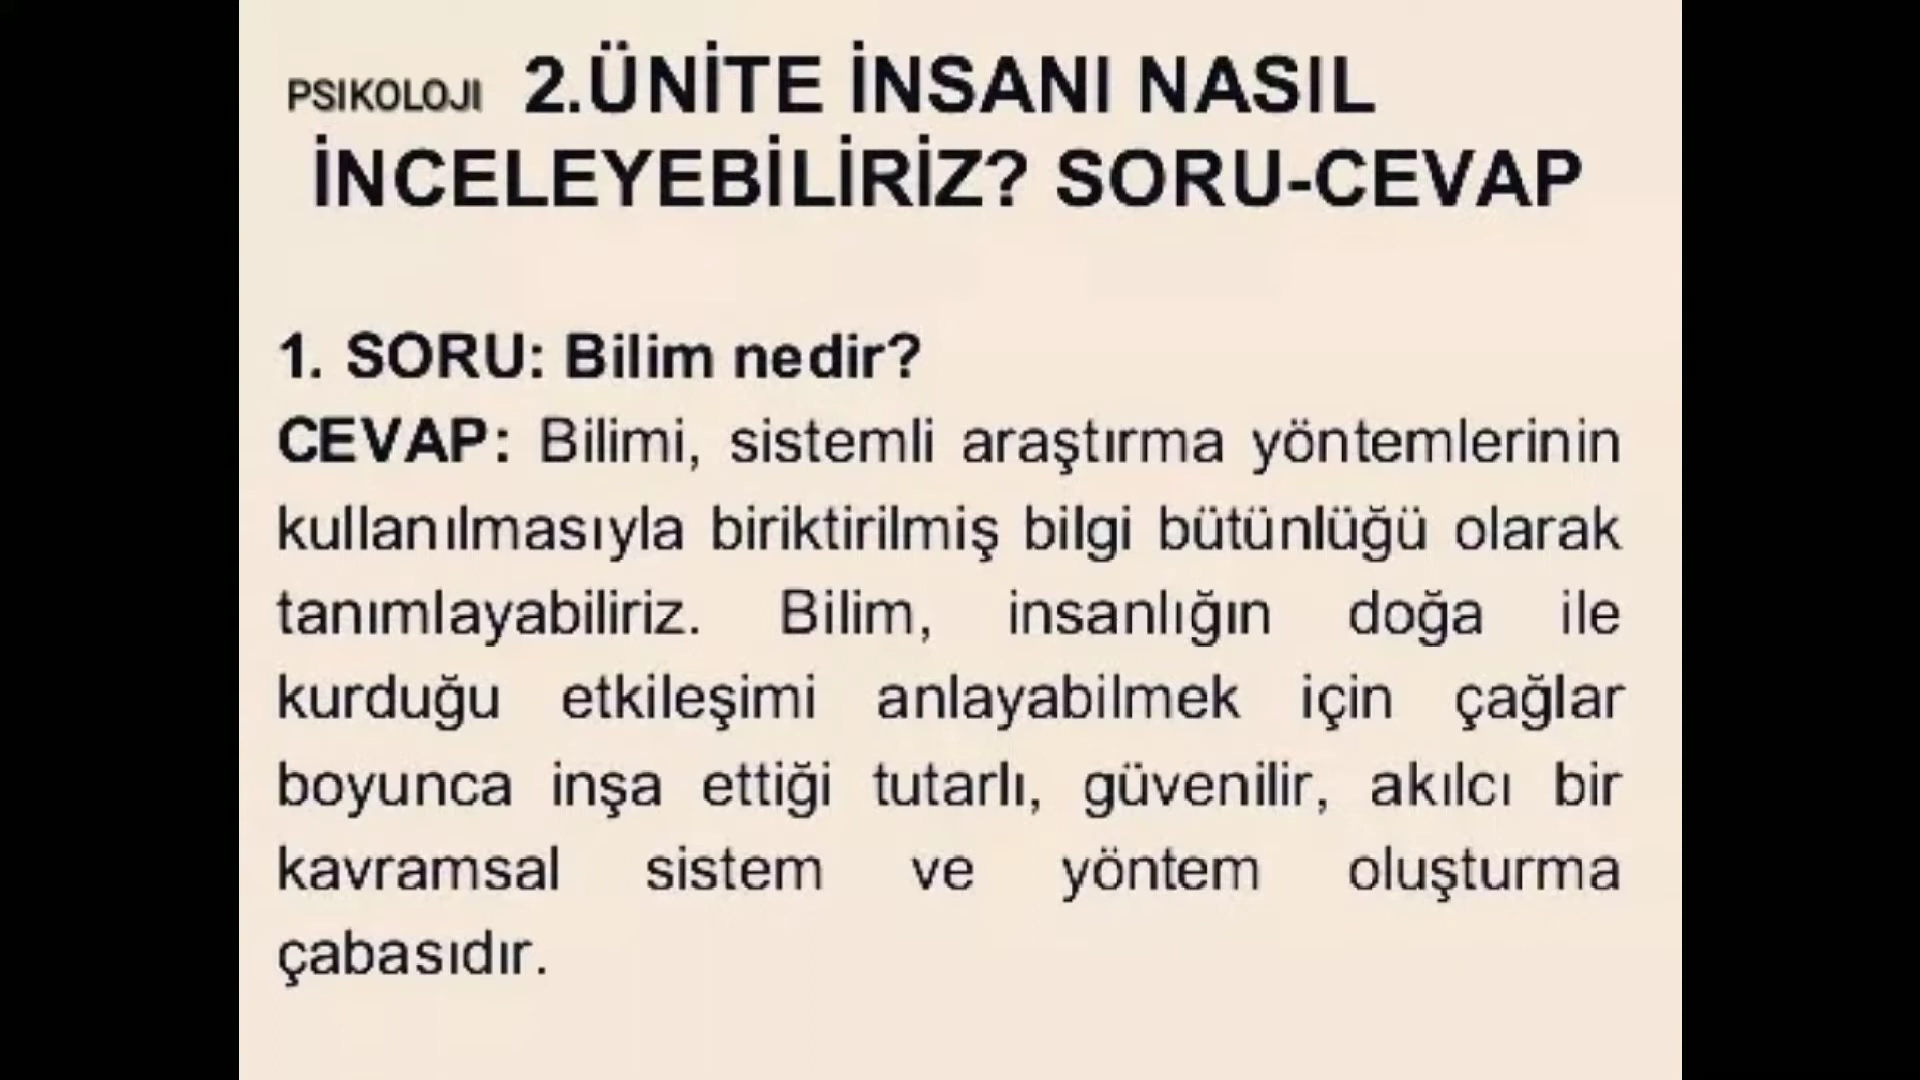 PSIKOLOJI 2.ÜNİTE İNSANI NASIL
İNCELEYEBİLİRİZ? SORU-CEVAP
1. SORU: Bilim nedir?
CEVAP: Bilimi, sistemli araştırma yöntemlerinin
kullanılmasıyla biriktirilmiş bilgi bütünlüğü olarak
tanımlayabiliriz. Bilim, insanlığın doğa ile
kurduğu etkileşimi anlayabilmek için çağlar
boyunca inşa ettiği tutarlı, güvenilir, akılcı bir
kavramsal sistem ve yöntem oluşturma
çabasıdır.